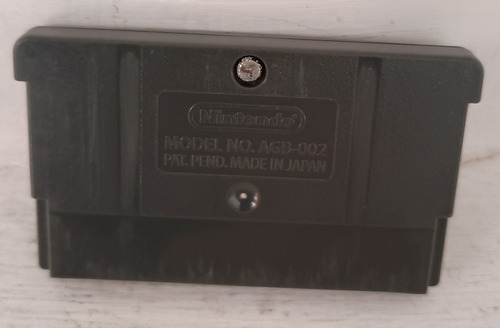 Nintendo
MODEL NO. AGB-002
PAT. PEND. MADE IN JAPAN